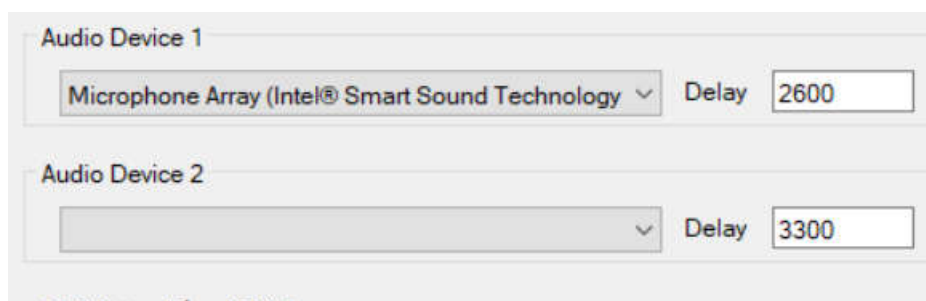 Audio Device 1
Microphone Array (Intel® Smart Sound Technology Delay 2600
Audio Device 2
Delay 3300